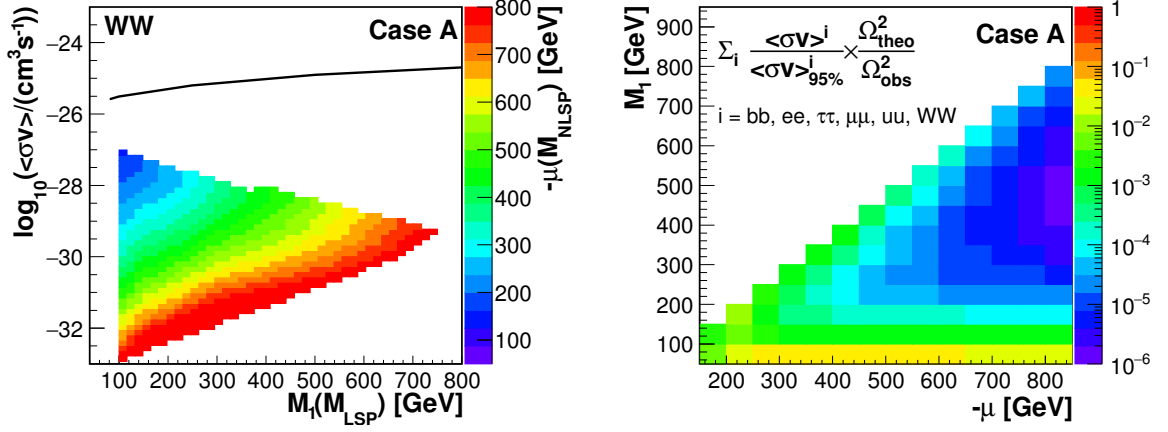 WW
Case A
log10(<σv>/(cm3s-1))
−24
−26
−28
−30
−32
100 200 300 400 500 600 700 800
M1(MLSP) [GeV]
800
700
600
500
400
300
200
100
-μ(MNLSP) [GeV]
Case A
Σi <σv>i / <σv>i95% × Ω2theo / Ω2obs
i = bb, ee, ττ, μμ, uu, WW
M1 [GeV]
900
800
700
600
500
400
300
200
100
200 300 400 500 600 700 800
-μ [GeV]
1
10−1
10−2
10−3
10−4
10−5
10−6